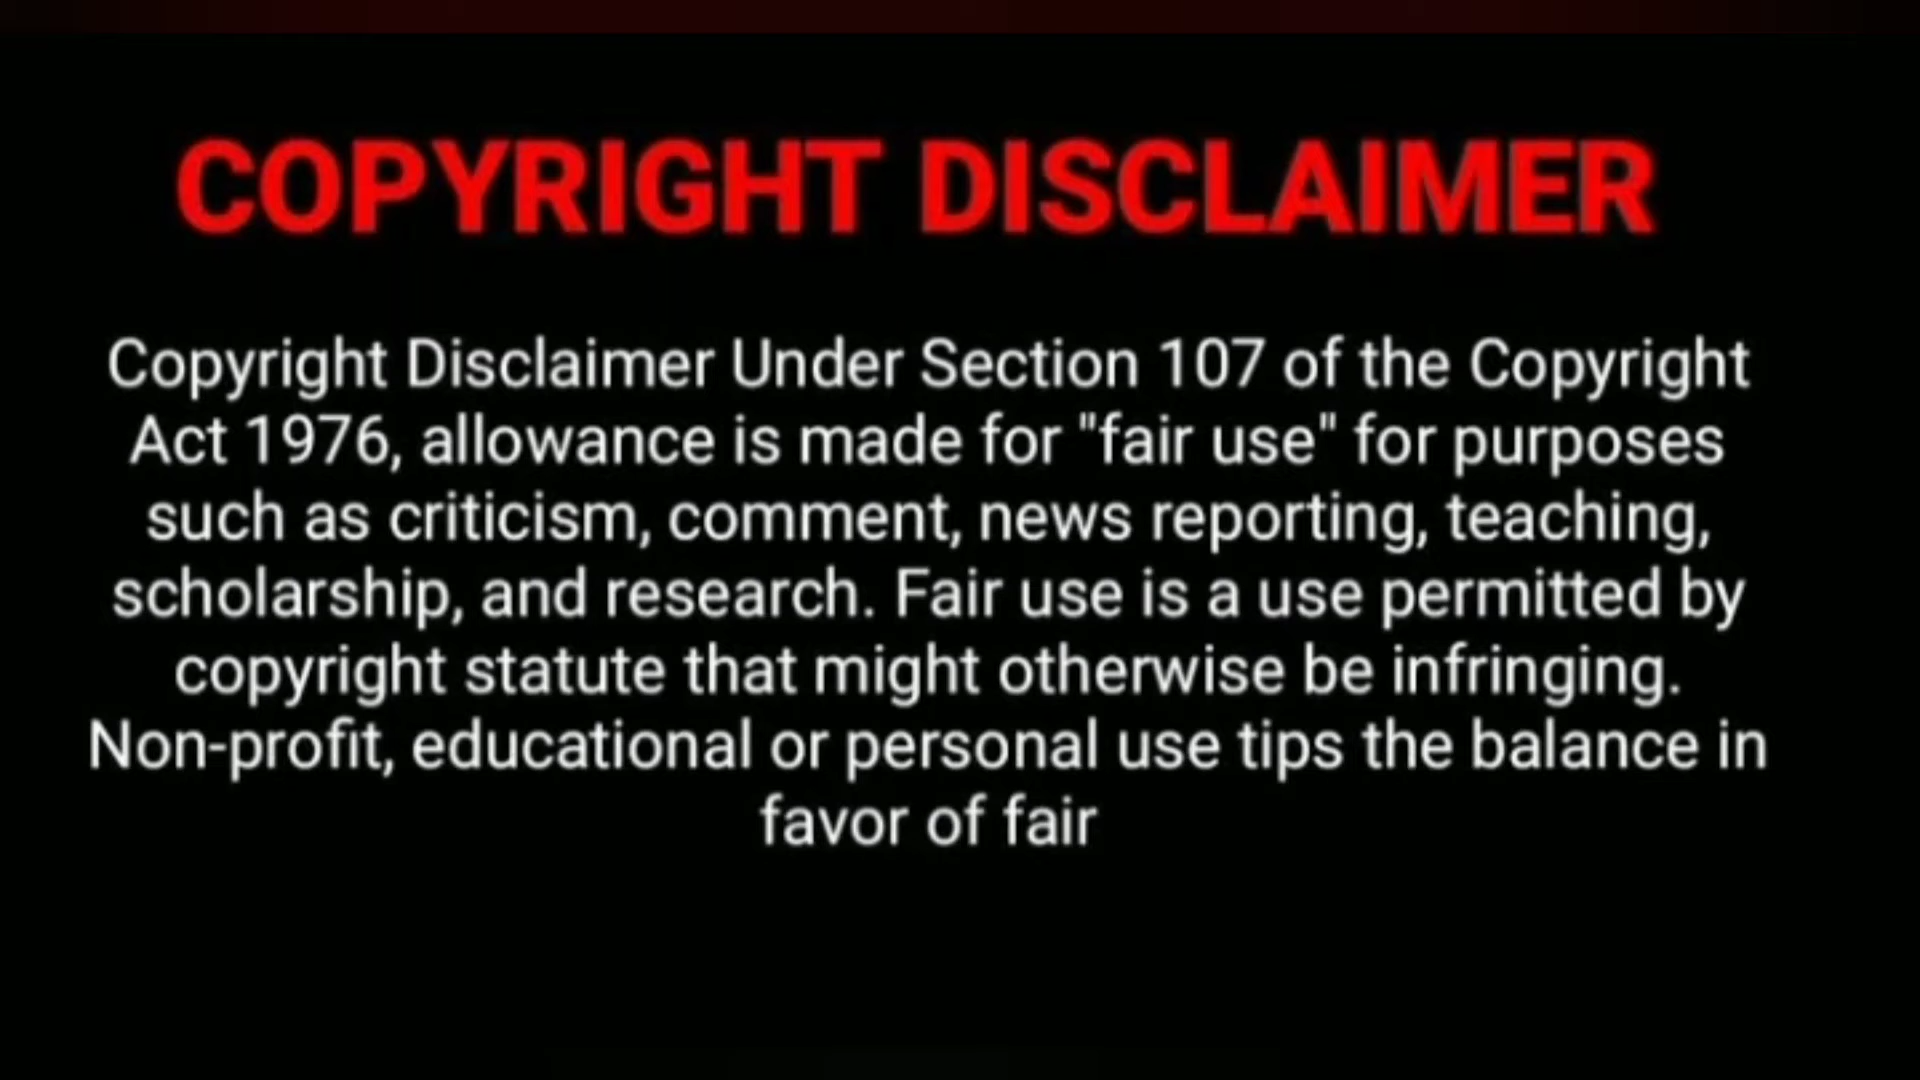 COPYRIGHT DISCLAIMER
Copyright Disclaimer Under Section 107 of the Copyright
Act 1976, allowance is made for "fair use" for purposes
such as criticism, comment, news reporting, teaching,
scholarship, and research. Fair use is a use permitted by
copyright statute that might otherwise be infringing.
Non-profit, educational or personal use tips the balance in
favor of fair